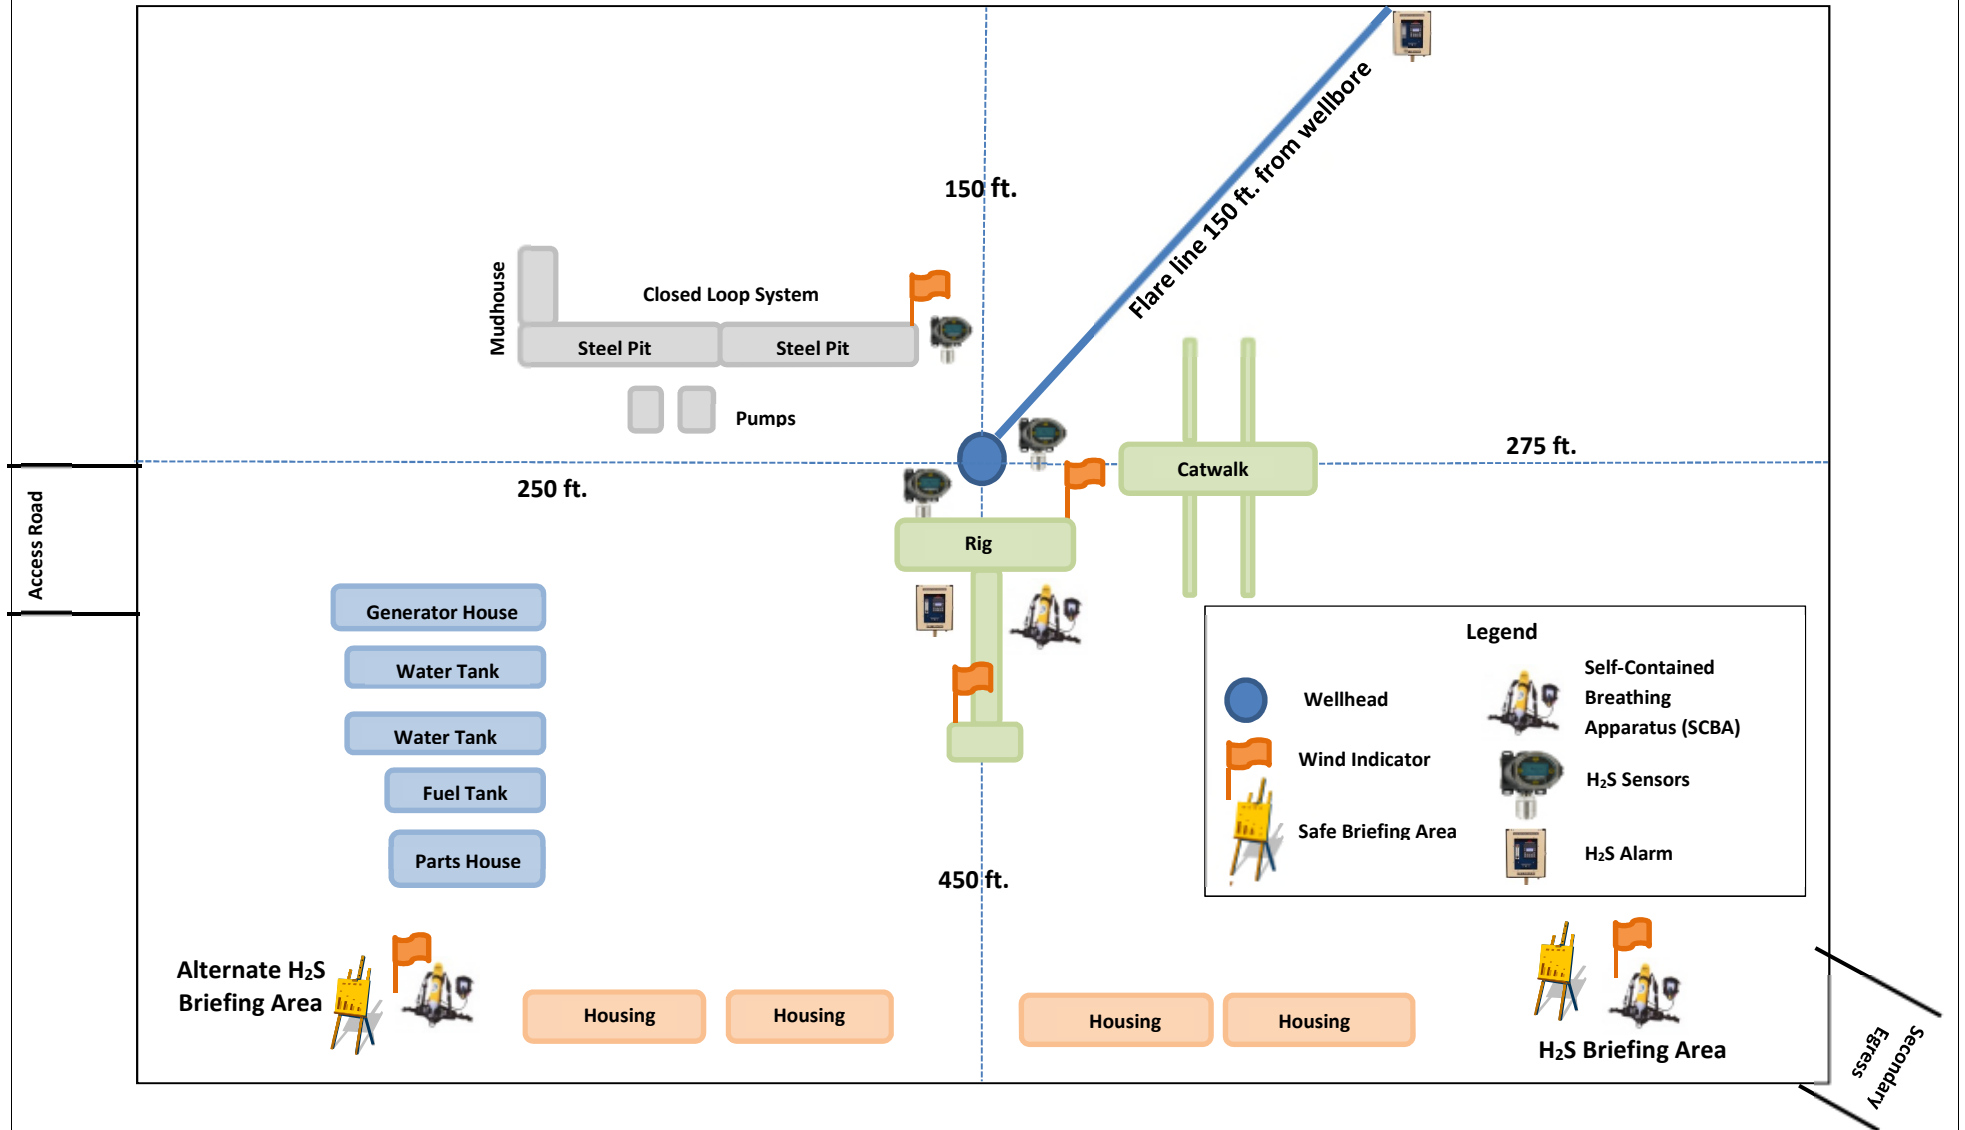 150 ft.
Flare line 150 ft. from wellbore
Mudhouse
Closed Loop System
Steel Pit
Steel Pit
Pumps
275 ft.
Catwalk
250 ft.
Access Road
Rig
Generator House
Water Tank
Water Tank
Fuel Tank
Parts House
450 ft.
Legend
Wellhead
Wind Indicator
Safe Briefing Area
Self-Contained
Breathing
Apparatus (SCBA)
H₂S Sensors
H₂S Alarm
Alternate H₂S
Briefing Area
Housing
Housing
Housing
Housing
H₂S Briefing Area
Secondary
Egress